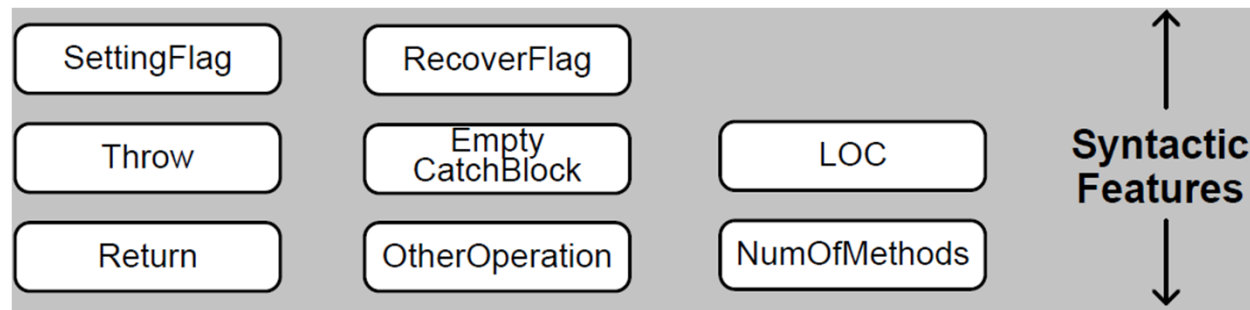 SettingFlag
RecoverFlag
Throw
Empty
CatchBlock
LOC
Return
OtherOperation
NumOfMethods
Syntactic
Features